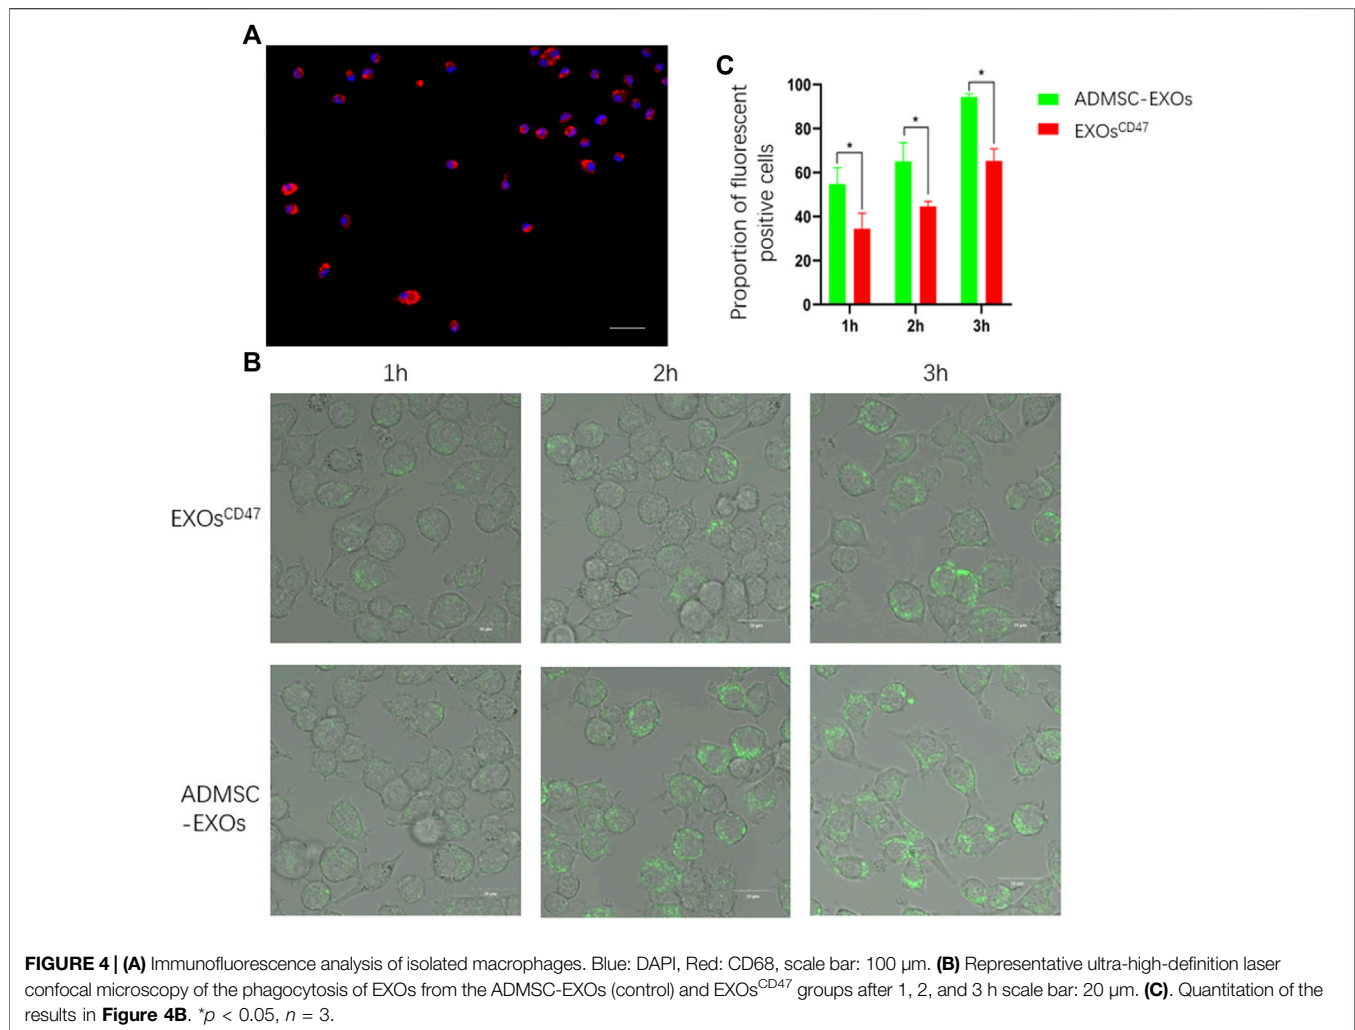 A
C
Proportion of fluorescent
positive cells
100
80
60
40
20
0
*
*
*
1h
2h
3h
ADMSC-EXOs
EXOsCD47
B
1h
2h
3h
EXOsCD47
ADMSC
-EXOs
FIGURE 4 | (A) Immunofluorescence analysis of isolated macrophages. Blue: DAPI, Red: CD68, scale bar: 100 µm. (B) Representative ultra-high-definition laser
confocal microscopy of the phagocytosis of EXOs from the ADMSC-EXOs (control) and EXOsCD47 groups after 1, 2, and 3 h scale bar: 20 µm. (C). Quantitation of the
results in Figure 4B. *p < 0.05, n = 3.